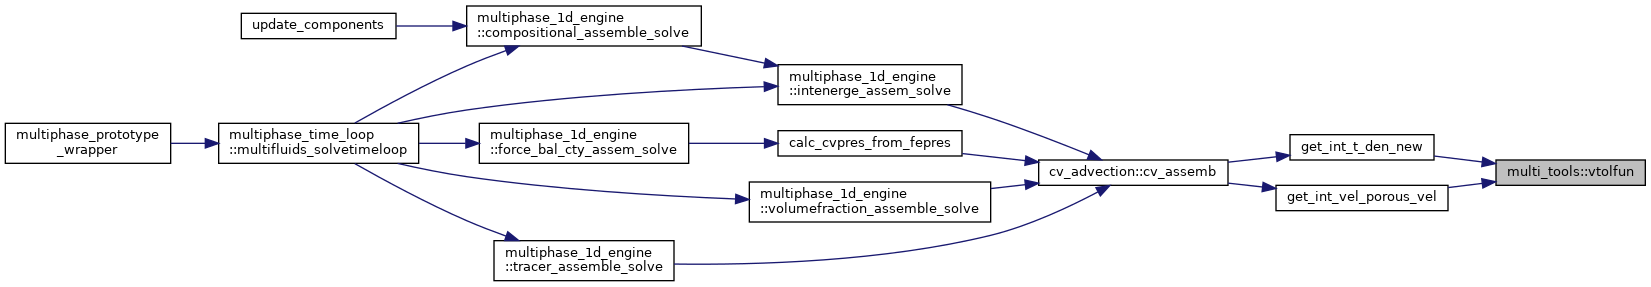 update_components
multiphase_1d_engine
::compositional_assemble_solve
multiphase_1d_engine
::intenerge_assem_solve
multiphase_prototype
_wrapper
multiphase_time_loop
::multifluids_solvetimeloop
multiphase_1d_engine
::force_bal_cty_assem_solve
calc_cvpres_from_fepres
multiphase_1d_engine
::volumefraction_assemble_solve
multiphase_1d_engine
::tracer_assemble_solve
cv_advection::cv_assemb
get_int_t_den_new
get_int_vel_porous_vel
multi_tools::vtolfun